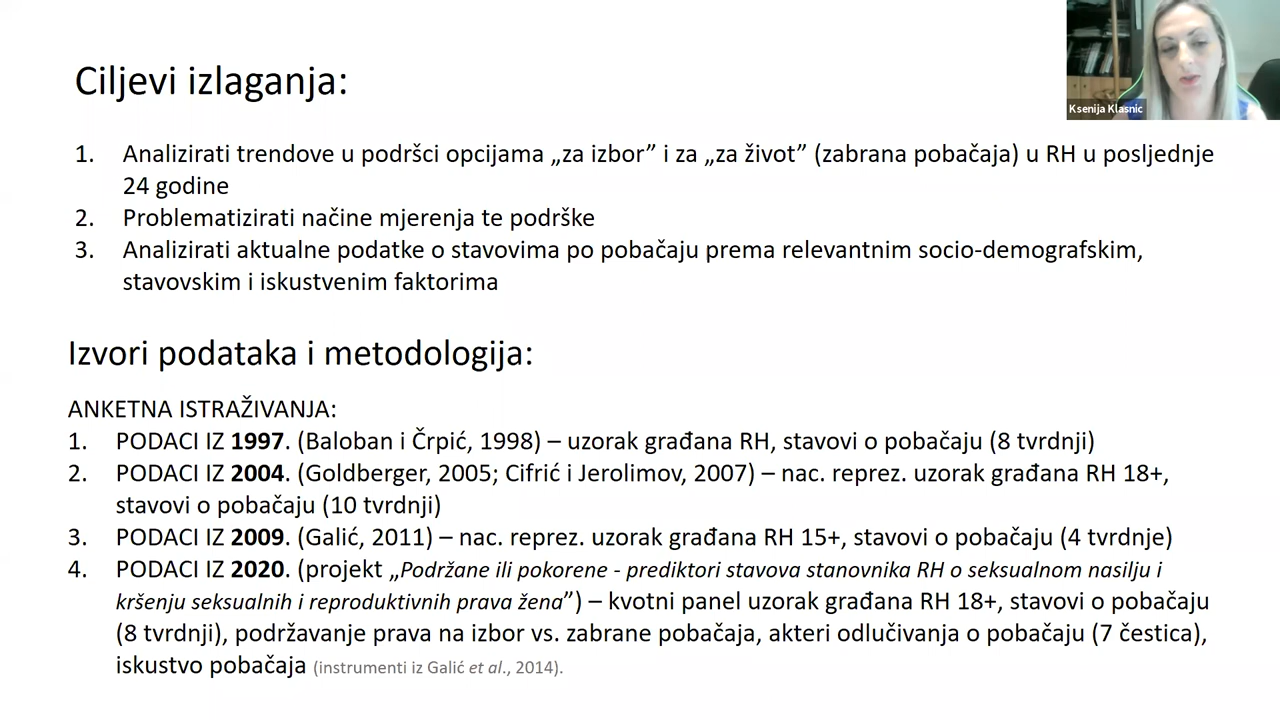 Ciljevi izlaganja:
Ksenija Klasnic
1. Analizirati trendove u podršci opcijama „za izbor” i za „za život” (zabrana pobačaja) u RH u posljednje
24 godine
2. Problematizirati načine mjerenja te podrške
3. Analizirati aktualne podatke o stavovima po pobačaju prema relevantnim socio-demografskim,
stavovskim i iskustvenim faktorima
Izvori podataka i metodologija:
ANKETNA ISTRAŽIVANJA:
1. PODACI IZ 1997. (Baloban i Črpić, 1998) – uzorak građana RH, stavovi o pobačaju (8 tvrdnji)
2. PODACI IZ 2004. (Goldberger, 2005; Cifrić i Jerolimov, 2007) – nac. reprez. uzorak građana RH 18+,
stavovi o pobačaju (10 tvrdnji)
3. PODACI IZ 2009. (Galić, 2011) – nac. reprez. uzorak građana RH 15+, stavovi o pobačaju (4 tvrdnje)
4. PODACI IZ 2020. (projekt „Podržane ili pokorene - prediktori stavova stanovnika RH o seksualnom nasilju i
kršenju seksualnih i reproduktivnih prava žena”) – kvotni panel uzorak građana RH 18+, stavovi o pobačaju
(8 tvrdnji), podržavanje prava na izbor vs. zabrane pobačaja, akteri odlučivanja o pobačaju (7 čestica),
iskustvo pobačaja (instrumenti iz Galić et al., 2014).